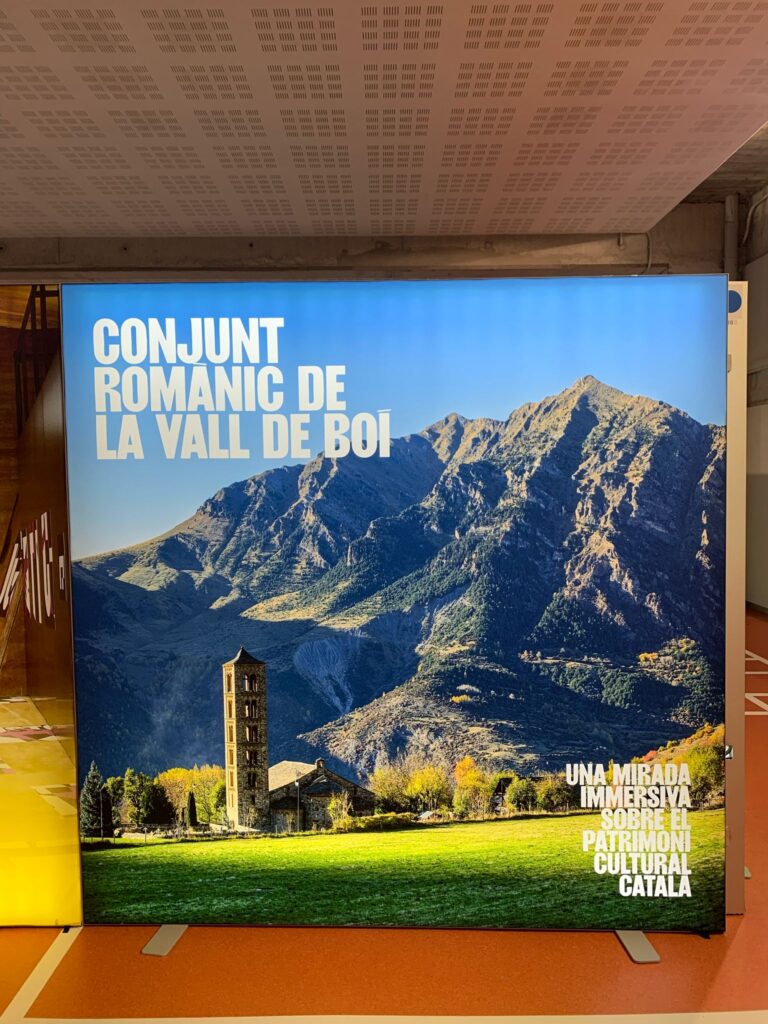 CONJUNT
ROMÀNIC DE
LA VALL DE BOÍ
UNA MIRADA
IMMERSIVA
SOBRE EL
PATRIMONI
CULTURAL
CATALÀ